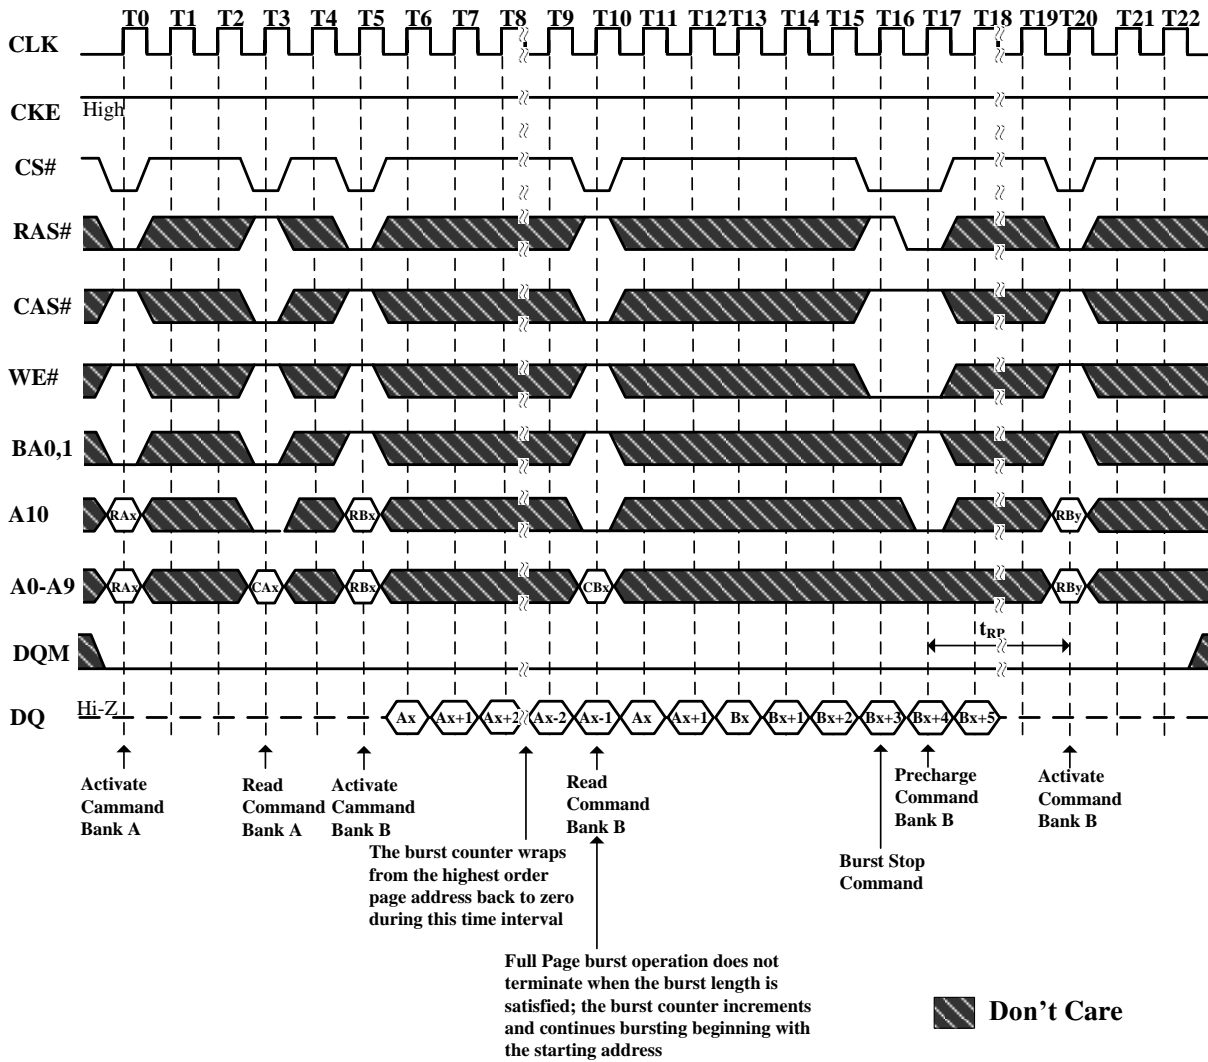 T0 T1 T2 T3 T4 T5 T6 T7 T8 T9 T10 T11 T12 T13 T14 T15 T16 T17 T18 T19 T20 T21 T22
CLK
CKE High
CS#
RAS#
CAS#
WE#
BA0,1
A10 RAx RBx RBy
A0-A9 RAx CAx RBx CBx RBy
tRP
DQM
DQ Hi-Z Ax Ax+1 Ax+2 Ax-2 Ax-1 Ax Ax+1 Bx Bx+1 Bx+2 Bx+3 Bx+4 Bx+5
Activate
Cammand
Bank A
Read
Command
Bank A
Activate
Cammand
Bank B
The burst counter wraps
from the highest order
page address back to zero
during this time interval
Read
Command
Bank B
Full Page burst operation does not
terminate when the burst length is
satisfied; the burst counter increments
and continues bursting beginning with
the starting address
Burst Stop
Command
Precharge
Command
Bank B
Activate
Command
Bank B
Don't Care